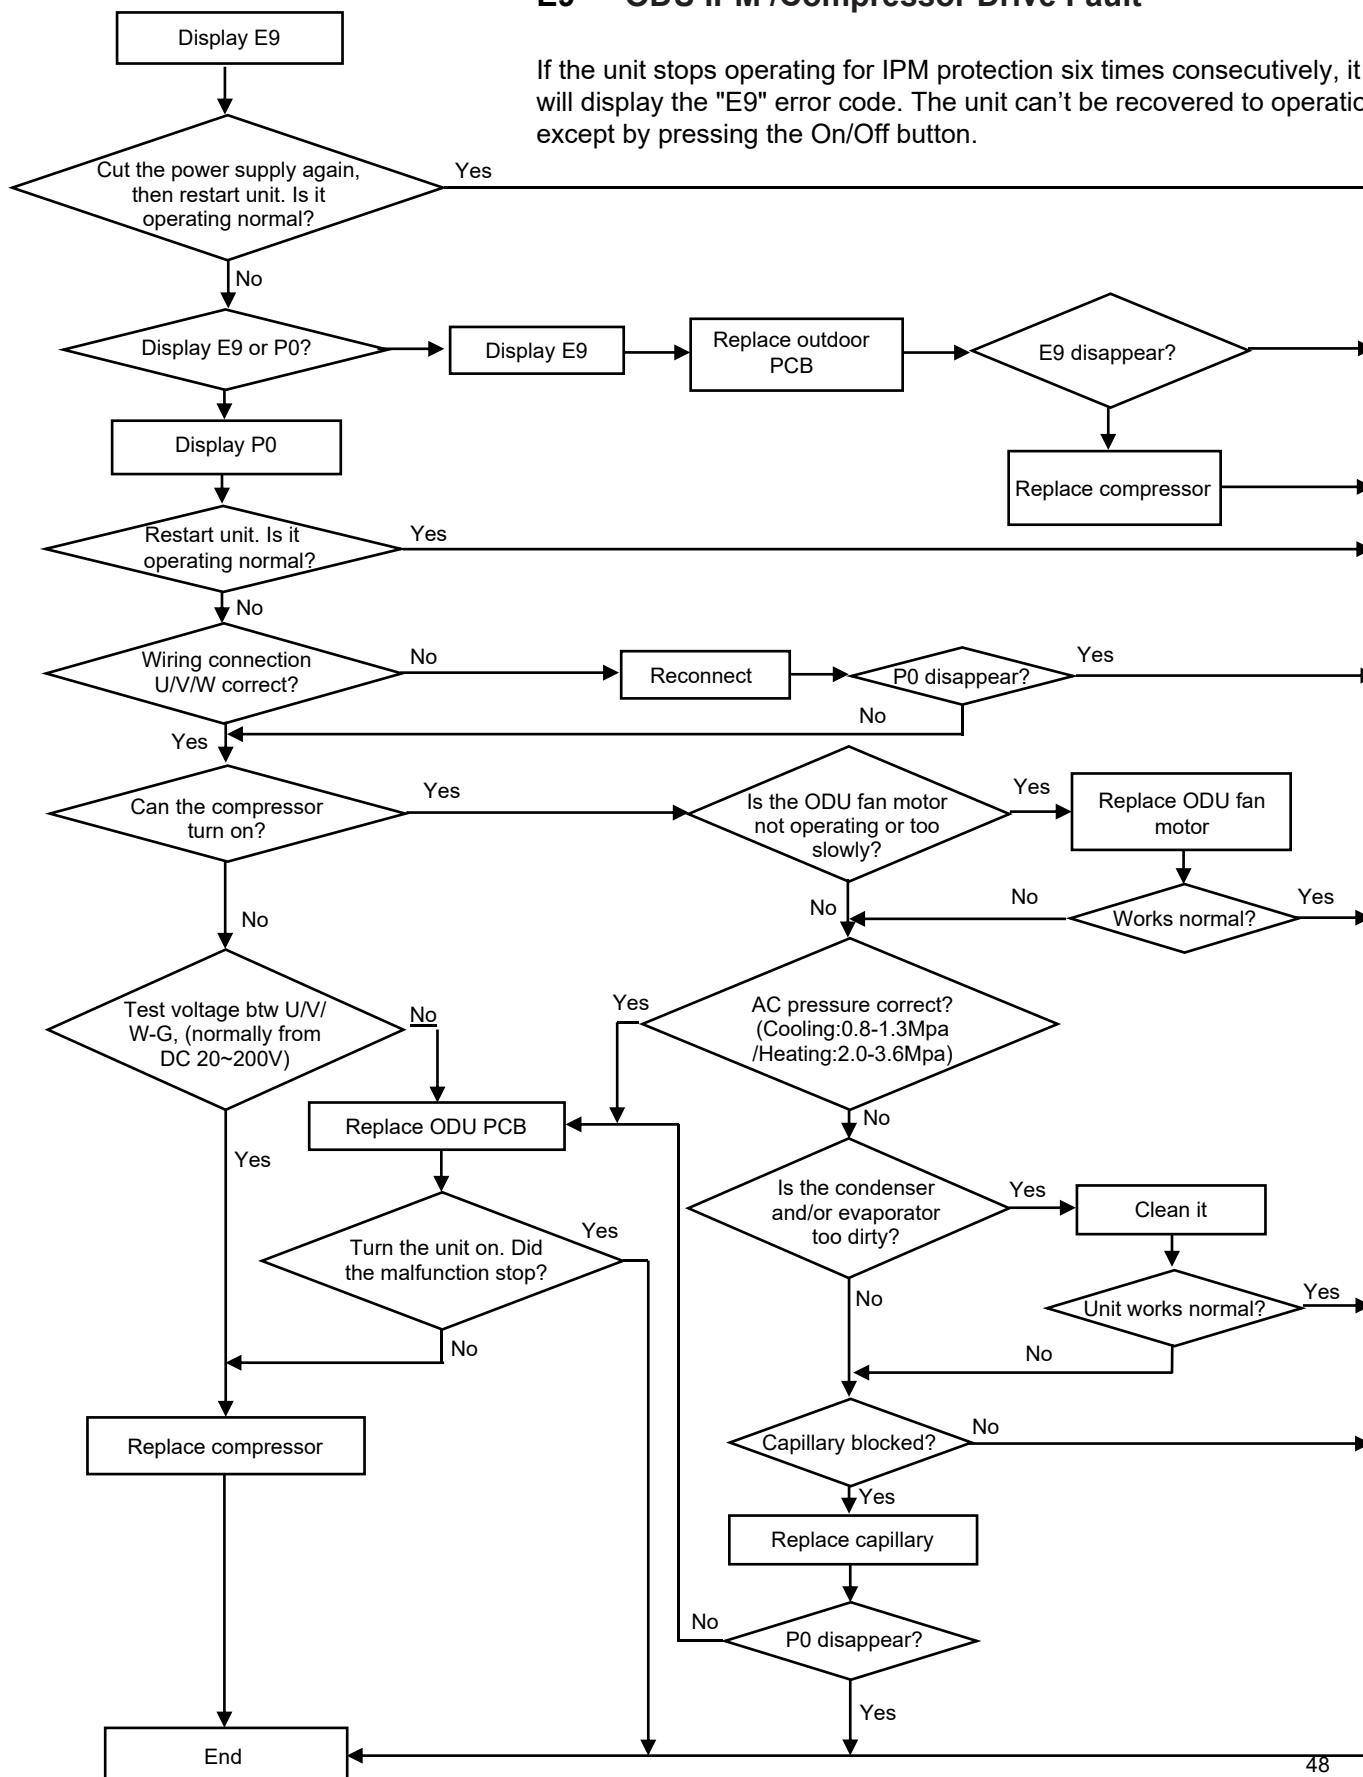 E9 ODU IPM /Compressor Drive Fault
Display E9
If the unit stops operating for IPM protection six times consecutively, it
will display the "E9" error code. The unit can't be recovered to
except by pressing the On/Off button.
Cut the power supply again,
then restart unit. Is it
operating normal?
Yes
No
Display E9 or P0?
Display E9
Replace outdoor
PCB
E9 disappear?
Display P0
Replace compressor
Restart unit. Is it
operating normal?
Yes
No
Wiring connection
U/V/W correct?
No
Reconnect
P0 disappear?
Yes
No
Yes
Can the compressor
turn on?
Yes
Is the ODU fan motor
not operating or too
slowly?
Yes
Replace ODU fan
motor
No
No
No
Works normal?
Yes
Test voltage btw U/V/
W-G, (normally from
DC 20~200V)
No
Yes
AC pressure correct?
(Cooling:0.8-1.3Mpa
/Heating:2.0-3.6Mpa)
Replace ODU PCB
No
Yes
Is the condenser
and/or evaporator
too dirty?
Yes
Clean it
Turn the unit on. Did
the malfunction stop?
Yes
No
Unit works normal?
Yes
No
No
Capillary blocked?
No
Replace compressor
Yes
Replace capillary
No
P0 disappear?
Yes
End
48